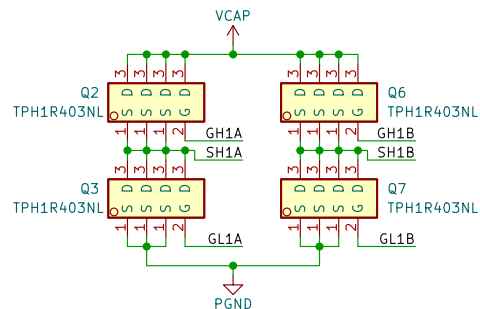 VCAP
3 3 3 3
3 3 3 3
Q2
TPH1R403NL
D D D D
S S S G
Q6
TPH1R403NL
D D D D
S S S G
1 1 1 2
GH1A
SH1A
1 1 1 2
GH1B
SH1B
3 3 3 3
3 3 3 3
Q3
TPH1R403NL
D D D D
S S S G
Q7
TPH1R403NL
D D D D
S S S G
1 1 1 2
GL1A
1 1 1 2
GL1B
PGND